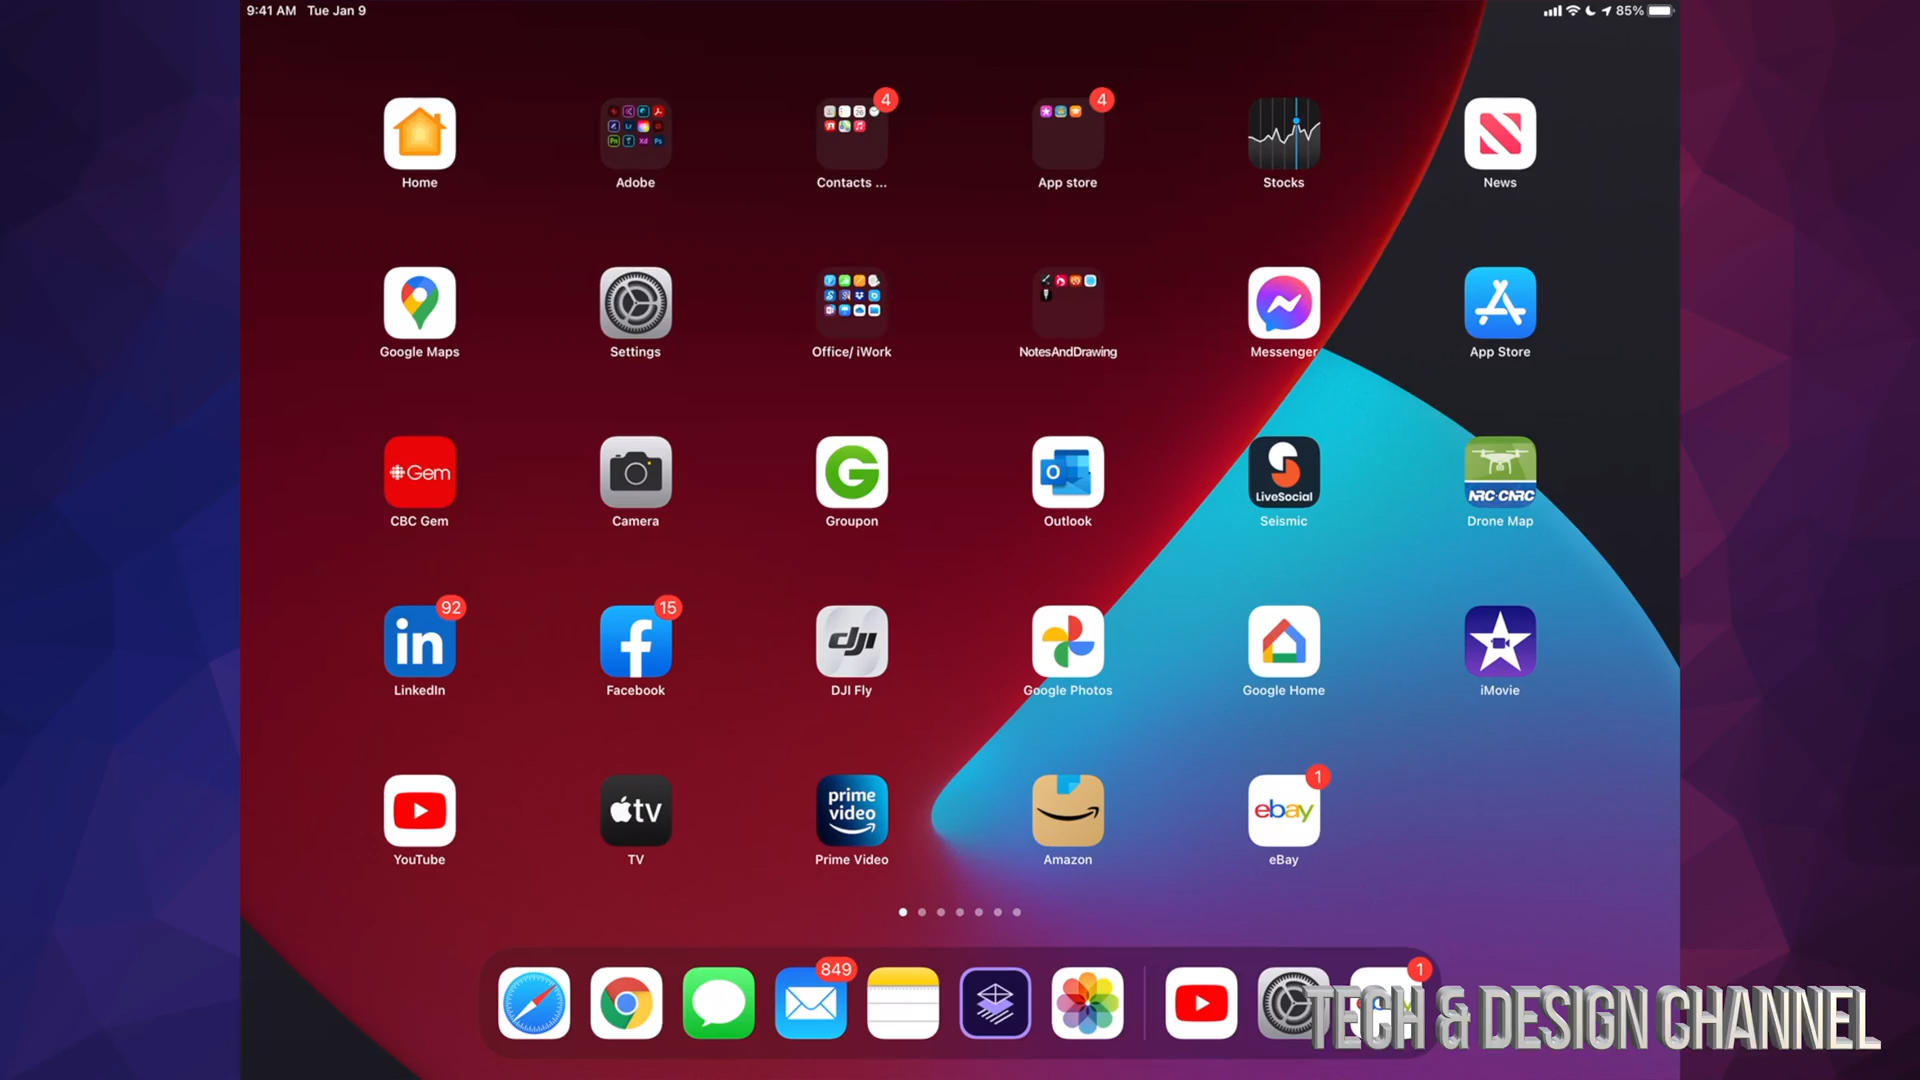 9:41 AM Tue Jan 9
85%
4
4
Home
Adobe
Contacts ...
App store
Stocks
News
Google Maps
Settings
Office/ iWork
NotesAndDrawing
Messenger
App Store
Gem
LiveSocial
NRC·CNRC
CBC Gem
Camera
Groupon
Outlook
Seismic
Drone Map
92
15
in
dji
LinkedIn
Facebook
DJI Fly
Google Photos
Google Home
iMovie
1
tv
prime video
ebay
YouTube
TV
Prime Video
Amazon
eBay
849
1
TECH & DESIGN CHANNEL